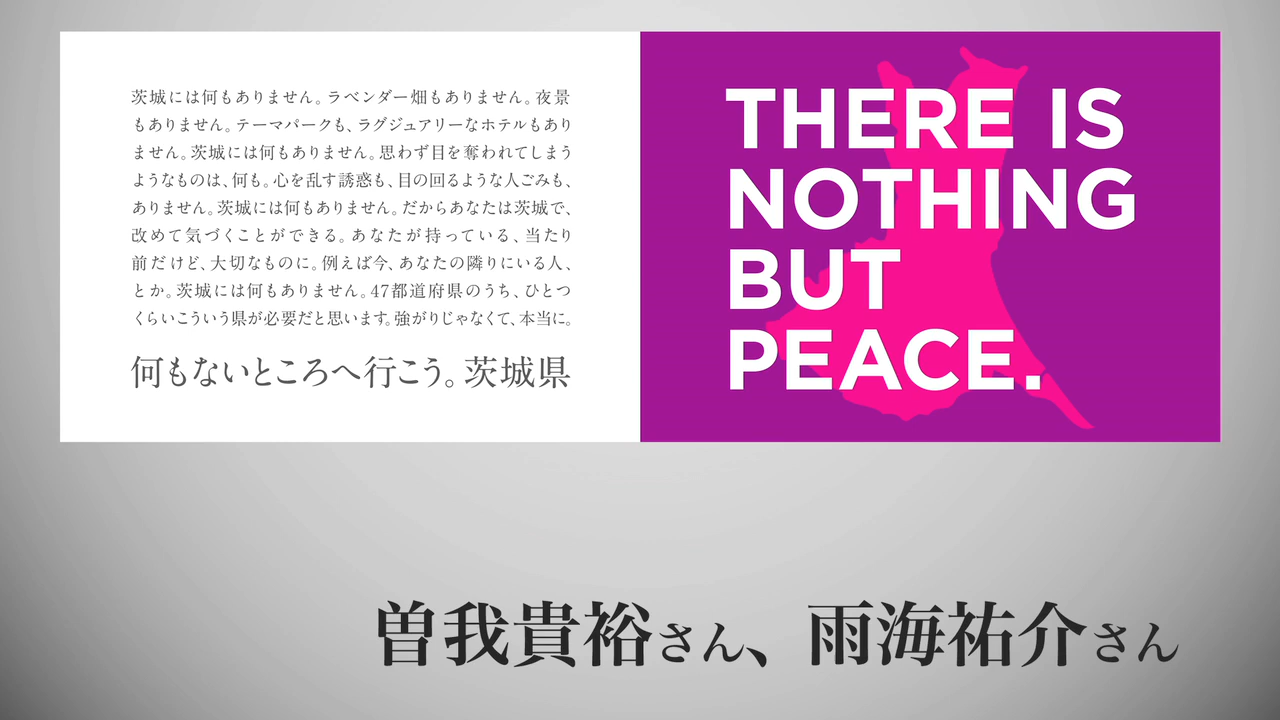 茨城には何もありません。ラベンダー畑もありません。夜景
もありません。テーマパークも、ラグジュアリーなホテルもあり
ません。茨城には何もありません。思わず目を奪われてしまう
ようなものは、何も。心を乱す誘惑も、目の回るような人ごみも、
ありません。茨城には何もありません。だからあなたは茨城で、
改めて気づくことができる。あなたが持っている、当たり
前だけど、大切なものに。例えば今、あなたの隣りにいる人、
とか。茨城には何もありません。47都道府県のうち、ひとつ
くらいこういう県が必要だと思います。強がりじゃなくて、本当に。
何もないところへ行こう。茨城県
THERE IS
NOTHING
BUT
PEACE.
曽我貴裕さん、雨海祐介さん